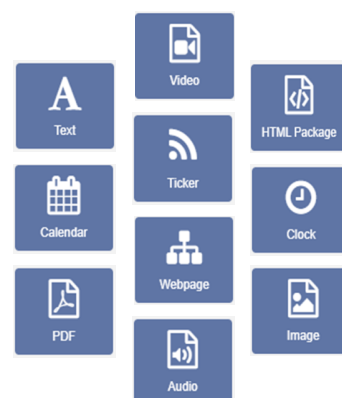 Video
A
Text
HTML Package
Ticker
Calendar
Clock
Webpage
PDF
Image
Audio